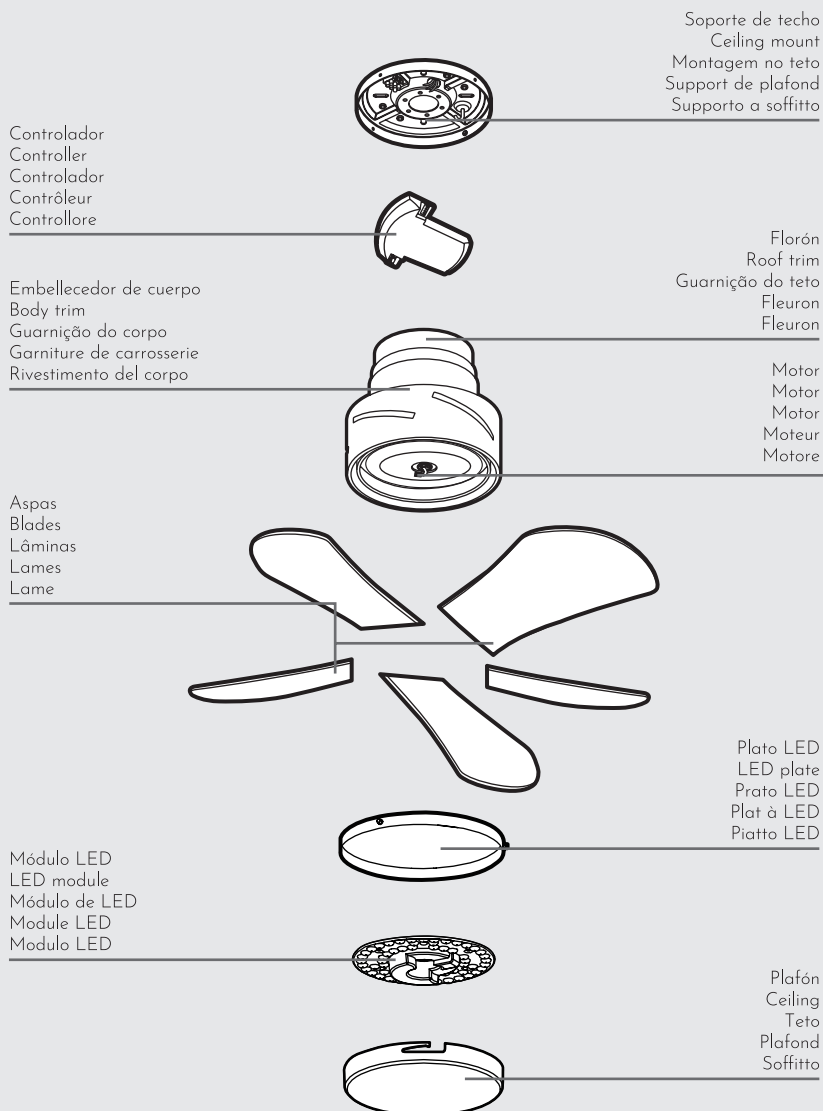 Soporte de techo
Ceiling mount
Montagem no teto
Support de plafond
Supporto a soffitto
Controlador
Controller
Controlador
Contrôleur
Controllore
Florón
Roof trim
Guarnição do teto
Fleuron
Fleuron
Embellecedor de cuerpo
Body trim
Guarnição do corpo
Garniture de carrosserie
Rivestimento del corpo
Motor
Motor
Motor
Moteur
Motore
Aspas
Blades
Lâminas
Lames
Lame
Plato LED
LED plate
Prato LED
Plat à LED
Piatto LED
Módulo LED
LED module
Módulo de LED
Module LED
Modulo LED
Plafón
Ceiling
Teto
Plafond
Soffitto